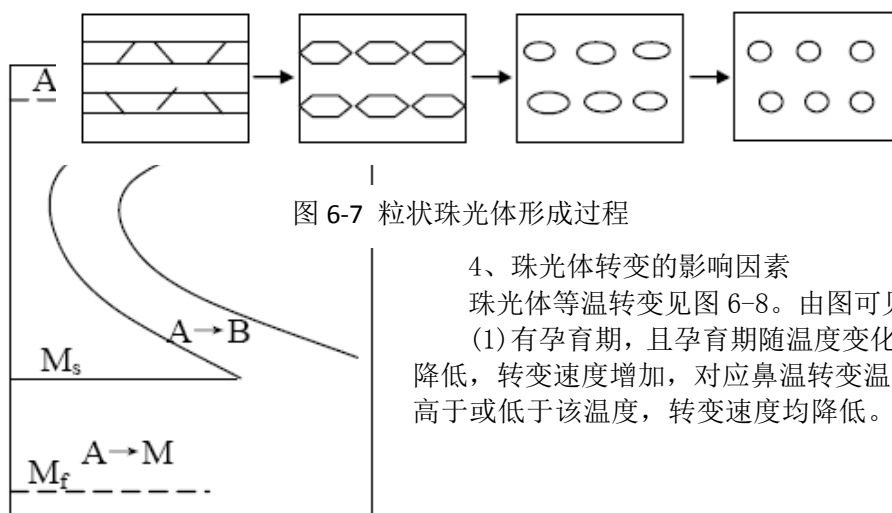 A
图 6-7 粒状珠光体形成过程
4、珠光体转变的影响因素
珠光体等温转变见图 6-8。由图可见
(1)有孕育期，且孕育期随温度变化
降低，转变速度增加，对应鼻温转变温
高于或低于该温度，转变速度均降低。
A→B
Ms
A→M
Mf